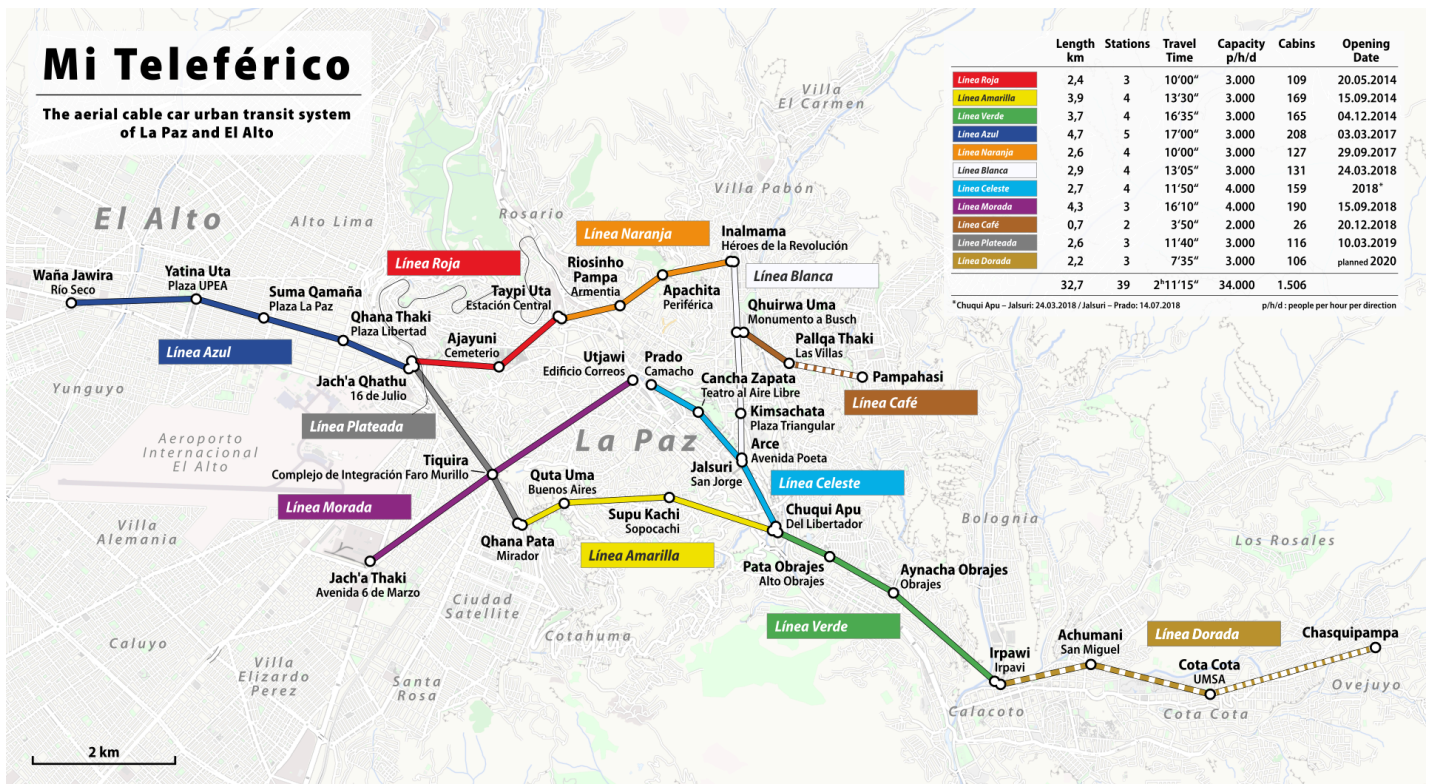 Mi Teleférico
The aerial cable car urban transit system
of La Paz and El Alto
Length Stations Travel Capacity Cabins Opening
km Time p/h/d Date
Línea Roja 2,4 3 10‘00“ 3.000 109 20.05.2014
Línea Amarilla 3,9 4 13‘30“ 3.000 169 15.09.2014
Línea Verde 3,7 4 16‘35“ 3.000 165 04.12.2014
Línea Azul 4,7 5 17‘00“ 3.000 208 03.03.2017
Línea Naranja 2,6 4 10‘00“ 3.000 127 29.09.2017
Línea Blanca 2,9 4 13‘05“ 3.000 131 24.03.2018
Línea Celeste 2,7 4 11‘50“ 4.000 159 2018*
Línea Morada 4,3 3 16‘10“ 4.000 190 15.09.2018
Línea Café 0,7 2 3‘50“ 2.000 26 20.12.2018
Línea Plateada 2,6 3 11‘40“ 3.000 116 10.03.2019
Línea Dorada 2,2 3 7‘35“ 3.000 106 planned 2020
32,7 39 2h11‘15“ 34.000 1.506
*Chuqui Apu – Jalsuri: 24.03.2018 / Jalsuri – Prado: 14.07.2018 p/h/d : people per hour per direction
Villa
El Carmen
Villa Pabón
El Alto
Alto Lima
Rosario
Línea Naranja
Inalmama
Héroes de la Revolución
Línea Roja
Riosinho
Pampa
Armentia
Línea Blanca
Waña Jawira
Río Seco
Yatina Uta
Plaza UPEA
Suma Qamaña
Plaza La Paz
Taypi Uta
Estación Central
Apachita
Periférica
Qhana Thaki
Plaza Libertad
Qhuirwa Uma
Monumento a Busch
Ajayuni
Cemeterio
Pallqa Thaki
Las Villas
Línea Azul
Utjawi
Edificio Correos
Prado
Camacho
Pampahasi
Yunguyo
Jach'a Qhathu
16 de Julio
Cancha Zapata
Teatro al Aire Libre
Línea Café
Kimsachata
Plaza Triangular
Línea Plateada
La Paz
Aeroporto
Internacional
El Alto
Arce
Avenida Poeta
Tiquira
Complejo de Integración Faro Murillo
Jalsuri
San Jorge
Quta Uma
Buenos Aires
Línea Celeste
Línea Morada
Supu Kachi
Sopocachi
Chuqui Apu
Del Libertador
Villa
Alemania
Bolognia
Los Rosales
Qhana Pata
Mirador
Línea Amarilla
Pata Obrajes
Alto Obrajes
Aynacha Obrajes
Obrajes
Jach'a Thaki
Avenida 6 de Marzo
Ciudad
Satellite
Línea Verde
Cotahuma
Caluyo
Achumani
San Miguel
Línea Dorada
Chasquipampa
Villa
Elizardo
Perez
Santa
Rosa
Irpawi
Irpavi
Cota Cota
UMSA
Ovejuyo
Calacoto
Cota Cota
2 km